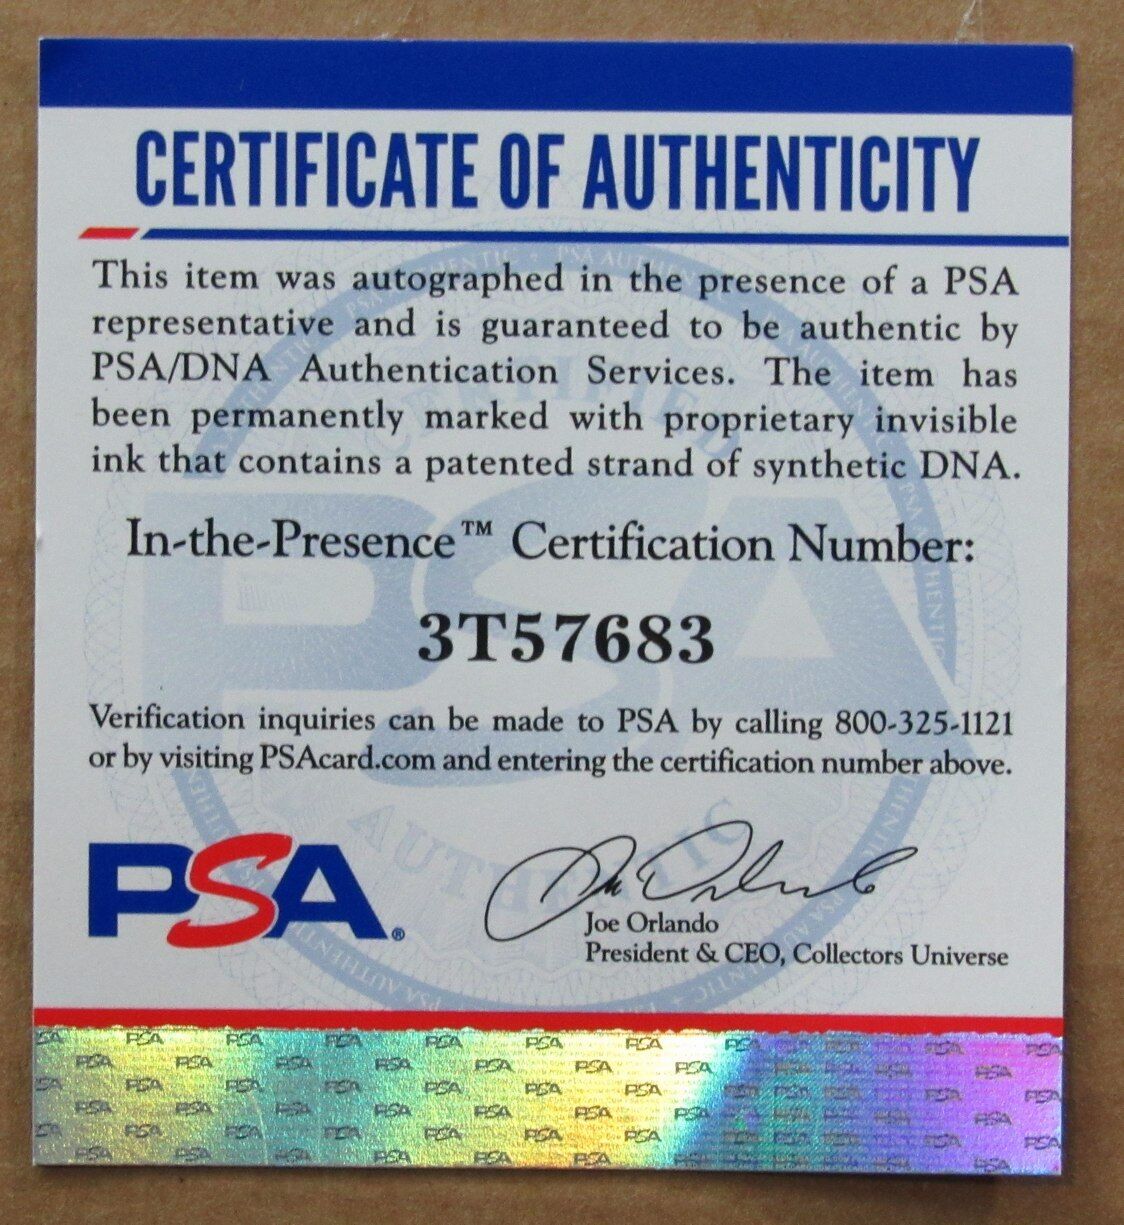 CERTIFICATE OF AUTHENTICITY
This item was autographed in the presence of a PSA
representative and is guaranteed to be authentic by
PSA/DNA Authentication Services. The item has
been permanently marked with proprietary invisible
ink that contains a patented strand of synthetic DNA.
In-the-Presence™ Certification Number:
3T57683
Verification inquiries can be made to PSA by calling 800-325-1121
or by visiting PSAcard.com and entering the certification number above.
PSA®
Joe Orlando
Joe Orlando
President & CEO, Collectors Universe